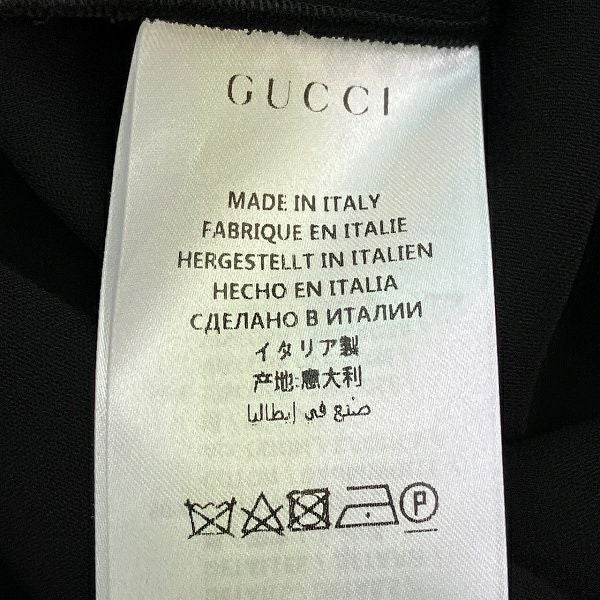 GUCCI
MADE IN ITALY
FABRIQUE EN ITALIE
HERGESTELLT IN ITALIEN
HECHO EN ITALIA
СДЕЛАНО В ИТАЛИИ
イタリア製
产地:意大利
صنع في إيطاليا
P